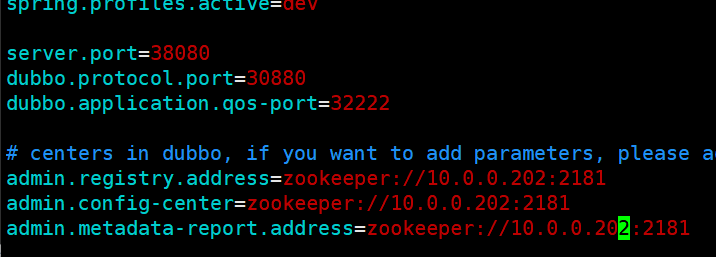 spring.profiles.active=dev
server.port=38080
dubbo.protocol.port=30880
dubbo.application.qos-port=32222
# centers in dubbo, if you want to add parameters, please
admin.registry.address=zookeeper://10.0.0.202:2181
admin.config-center=zookeeper://10.0.0.202:2181
admin.metadata-report.address=zookeeper://10.0.0.202:2181